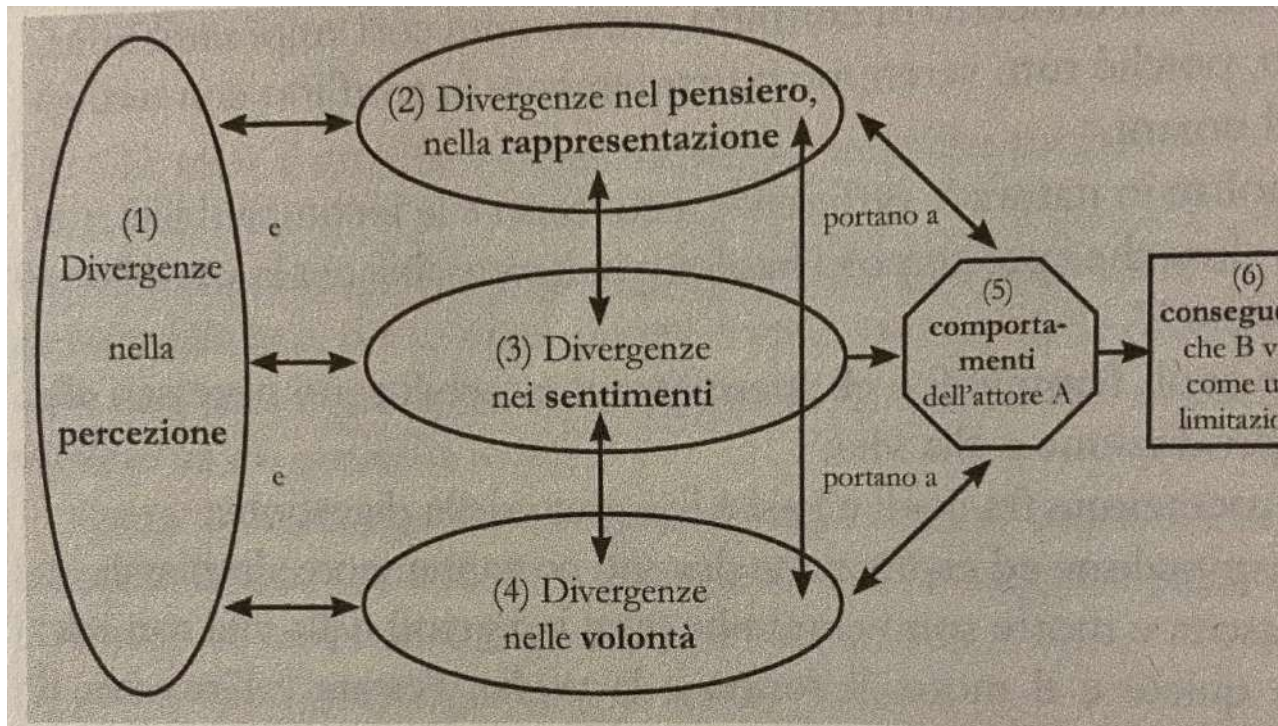 (1)
Divergenze
nella
percezione
e
e
(2) Divergenze nel pensiero,
nella rappresentazione
(3) Divergenze
nei sentimenti
(4) Divergenze
nelle volontà
portano a
portano a
(5)
comporta-
menti
dell'attore A
(6)
che B
come